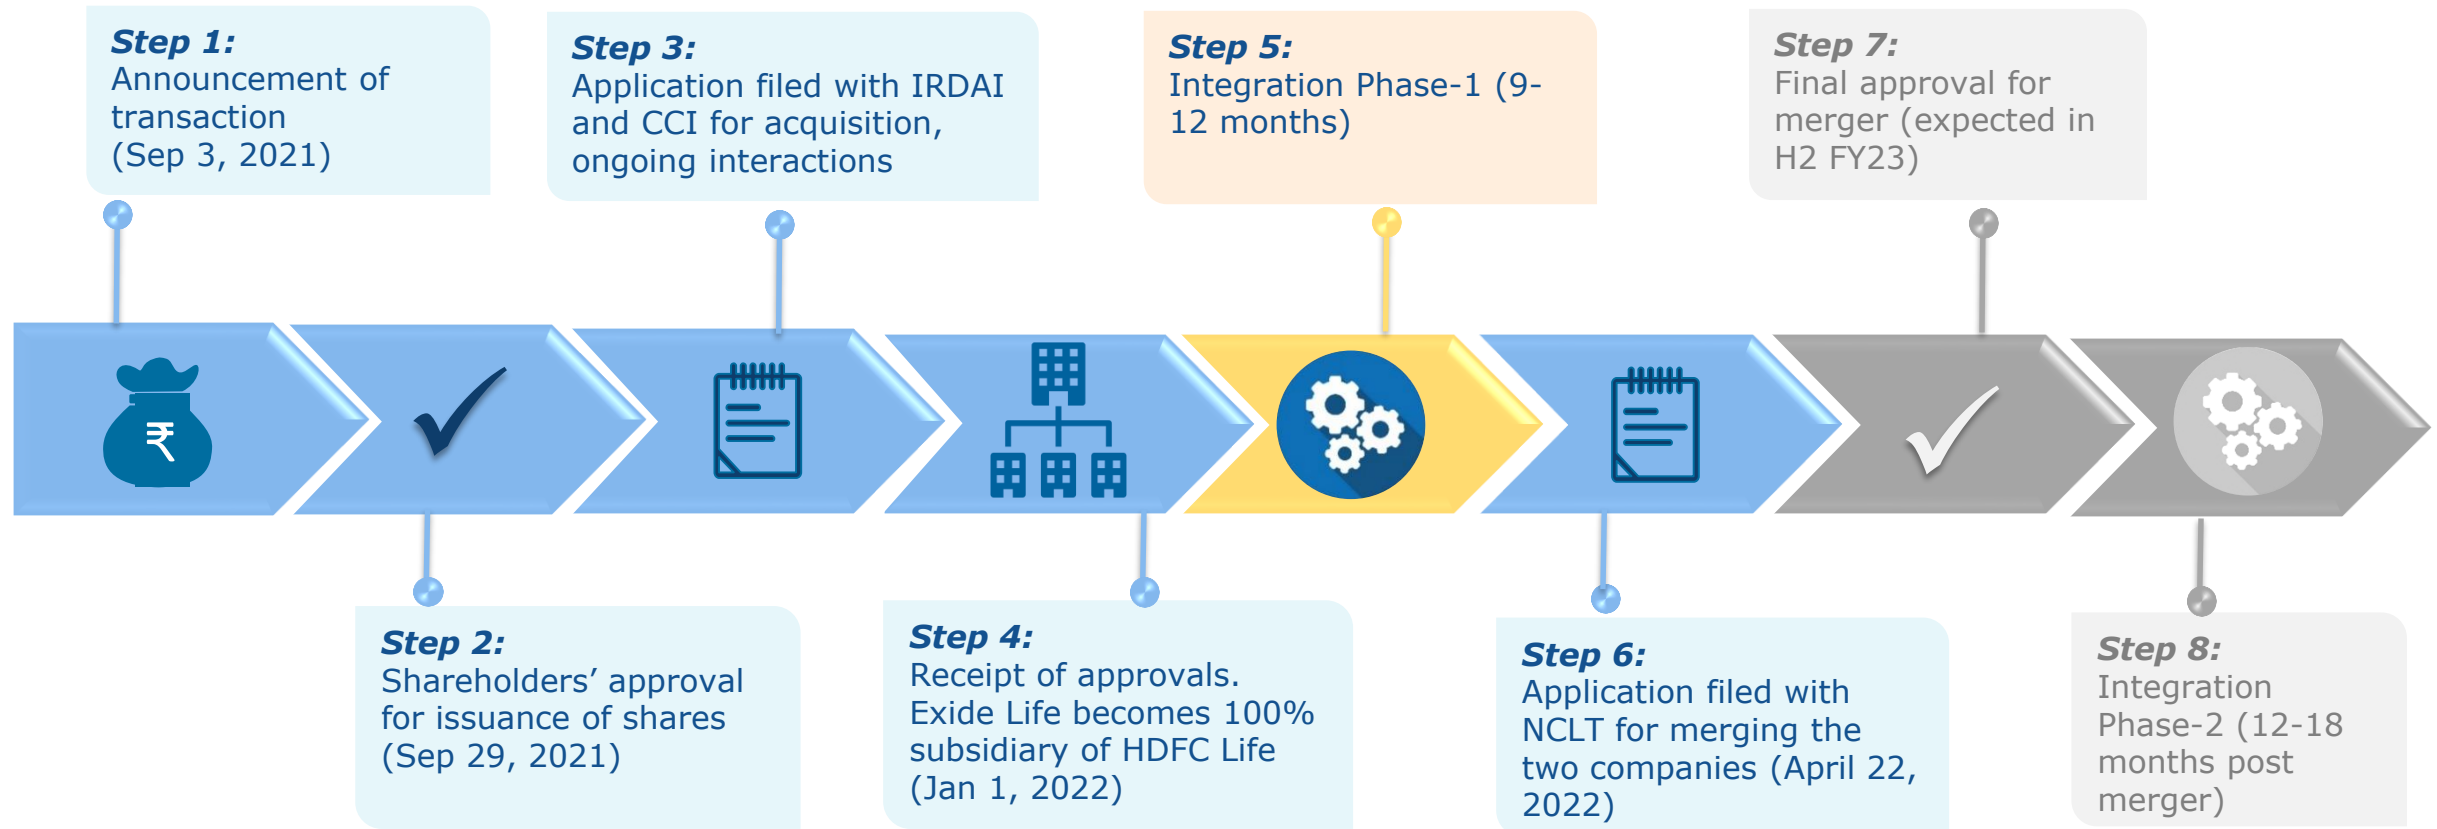 Step 1:
Announcement of
transaction
(Sep 3, 2021)
Step 3:
Application filed with IRDAI
and CCI for acquisition,
ongoing interactions
Step 5:
Integration Phase-1 (9-
12 months)
Step 7:
Final approval for
merger (expected in
H2 FY23)
₹
Step 2:
Shareholders’ approval
for issuance of shares
(Sep 29, 2021)
Step 4:
Receipt of approvals.
Exide Life becomes 100%
subsidiary of HDFC Life
(Jan 1, 2022)
Step 6:
Application filed with
NCLT for merging the
two companies (April 22,
2022)
Step 8:
Integration
Phase-2 (12-18
months post
merger)